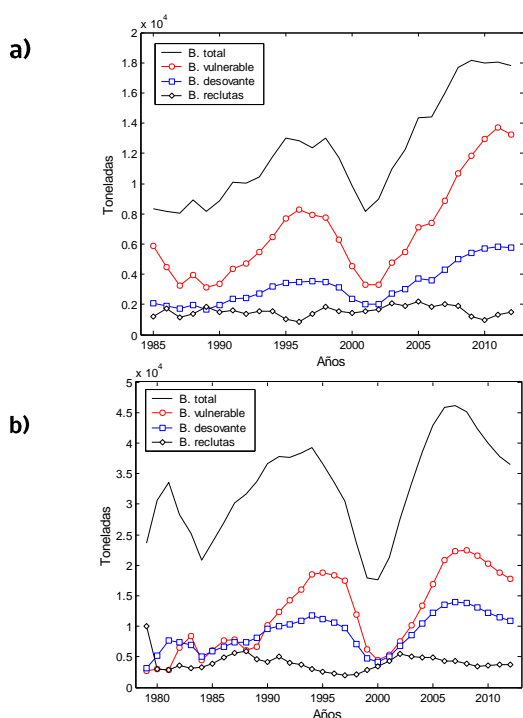 a)
x 10^4
2
1.8
1.6
1.4
1.2
1
0.8
0.6
0.4
0.2
0
Toneladas
B. total
B. vulnerable
B. desovante
B. reclutas
1985 1990 1995 2000 2005 2010
Años
b)
x 10^4
5
4.5
4
3.5
3
2.5
2
1.5
1
0.5
0
Toneladas
B. total
B. vulnerable
B. desovante
B. reclutas
1980 1985 1990 1995 2000 2005 2010
Años